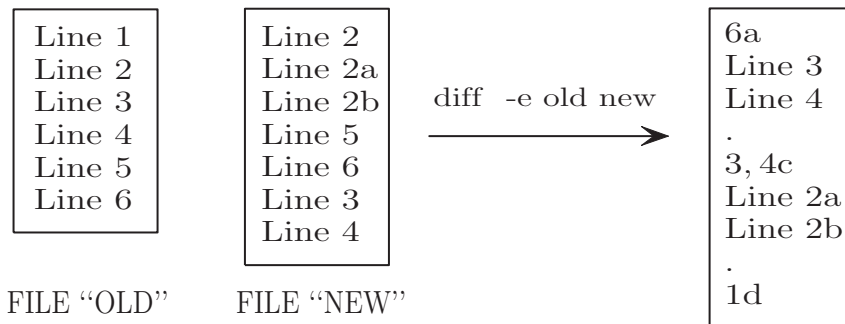 Line 1
Line 2
Line 3
Line 4
Line 5
Line 6
FILE “OLD”
Line 2
Line 2a
Line 2b
Line 5
Line 6
Line 3
Line 4
FILE “NEW”
diff -e old new
6a
Line 3
Line 4
.
3, 4c
Line 2a
Line 2b
.
1d